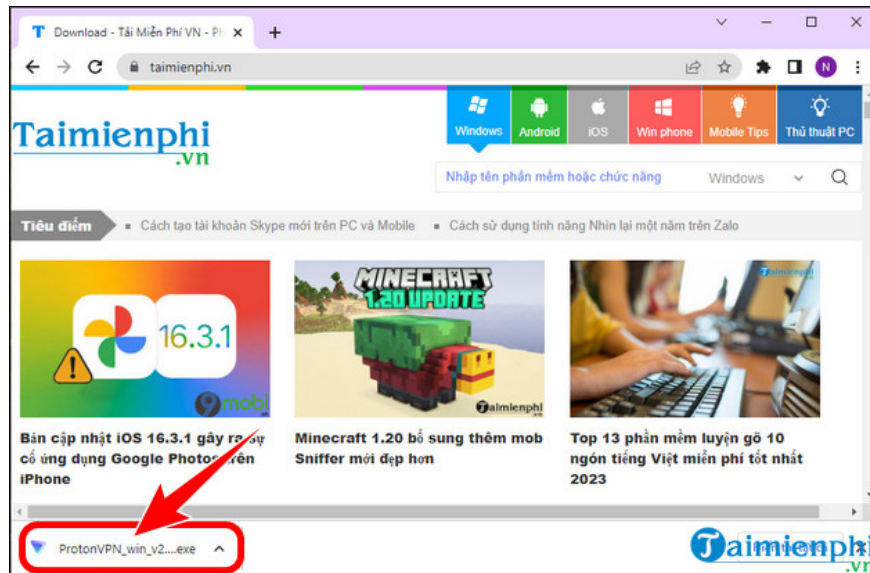 Download - Tải Miễn Phí VN - Ph
taimienphi.vn
N
Taimienphi
.vn
Windows
Android
iOS
Win phone
Mobile Tips
Thủ thuật PC
Nhập tên phần mềm hoặc chức năng
Windows
Tiêu điểm
Cách tạo tài khoản Skype mới trên PC và Mobile
Cách sử dụng tính năng Nhìn lại một năm trên Zalo
16.3.1
9mobi
MINECRAFT
1.20 UPDATE
Taimienphi
Taimienphi
Bản cập nhật iOS 16.3.1 gây ra sự
cố ứng dụng Google Photos trên
iPhone
Minecraft 1.20 bổ sung thêm mob
Sniffer mới đẹp hơn
Top 13 phần mềm luyện gõ 10
ngón tiếng Việt miễn phí tốt nhất
2023
ProtonVPN_win_v2....exe
Taimienphi
.vn